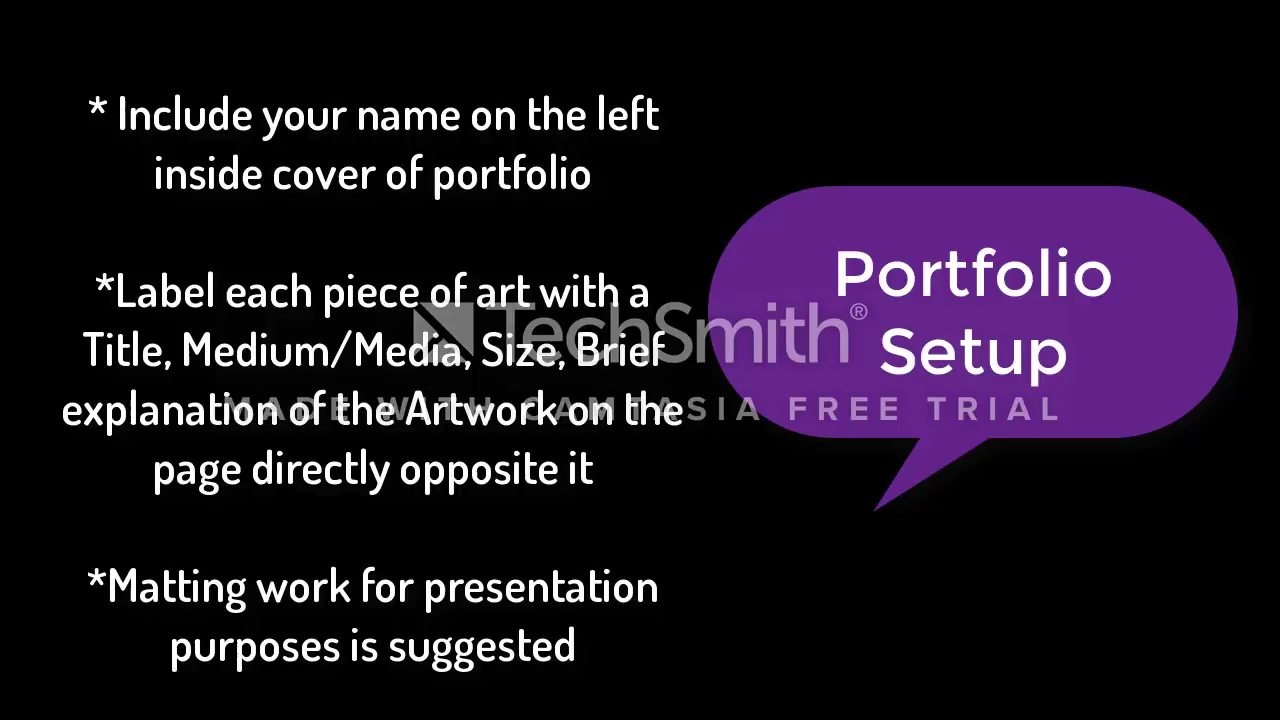 * Include your name on the left
inside cover of portfolio
*Label each piece of art with a
Title, Medium/Media, Size, Brief
explanation of the Artwork on the
page directly opposite it
*Matting work for presentation
purposes is suggested
Portfolio
Setup
TechSmith®
MADE WITH CAMTASIA FREE TRIAL